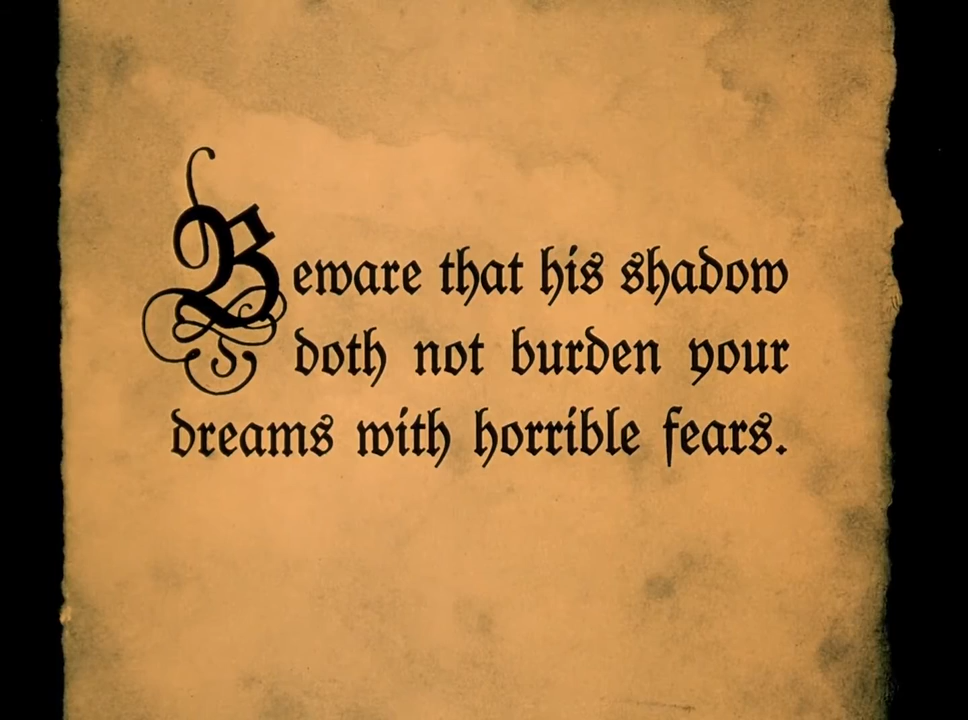 Beware that his shadow
doth not burden your
dreams with horrible fears.